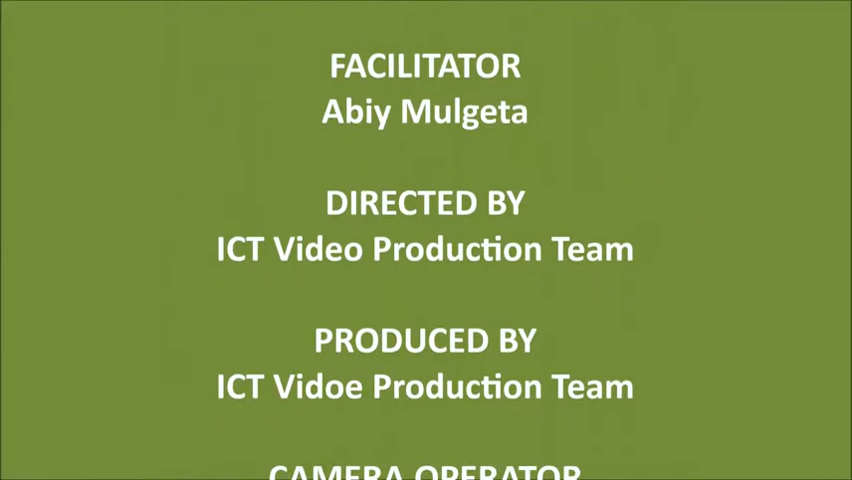 FACILITATOR
Abiy Mulgeta
DIRECTED BY
ICT Video Production Team
PRODUCED BY
ICT Vidoe Production Team
CAMERA OPERATOR